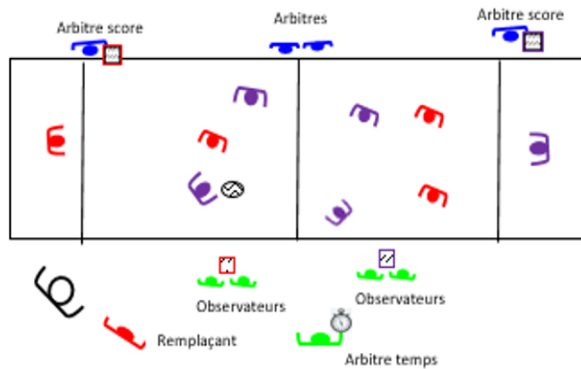 Arbitre score
Arbitres
Arbitre score
Observateurs
Observateurs
Remplaçant
Arbitre temps